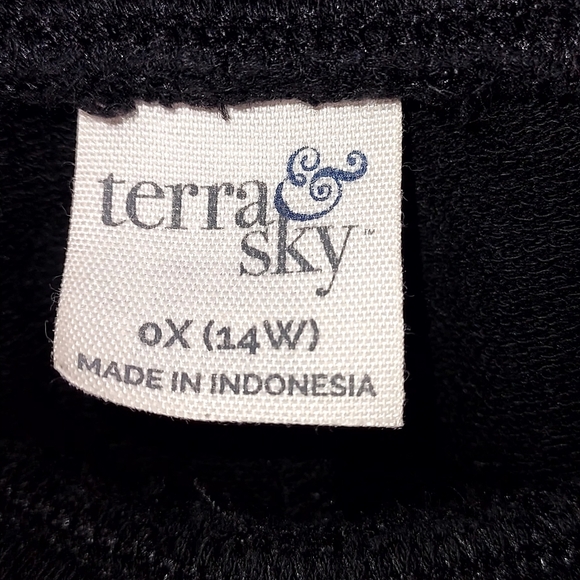 terra &
sky™
0X (14W)
MADE IN INDONESIA